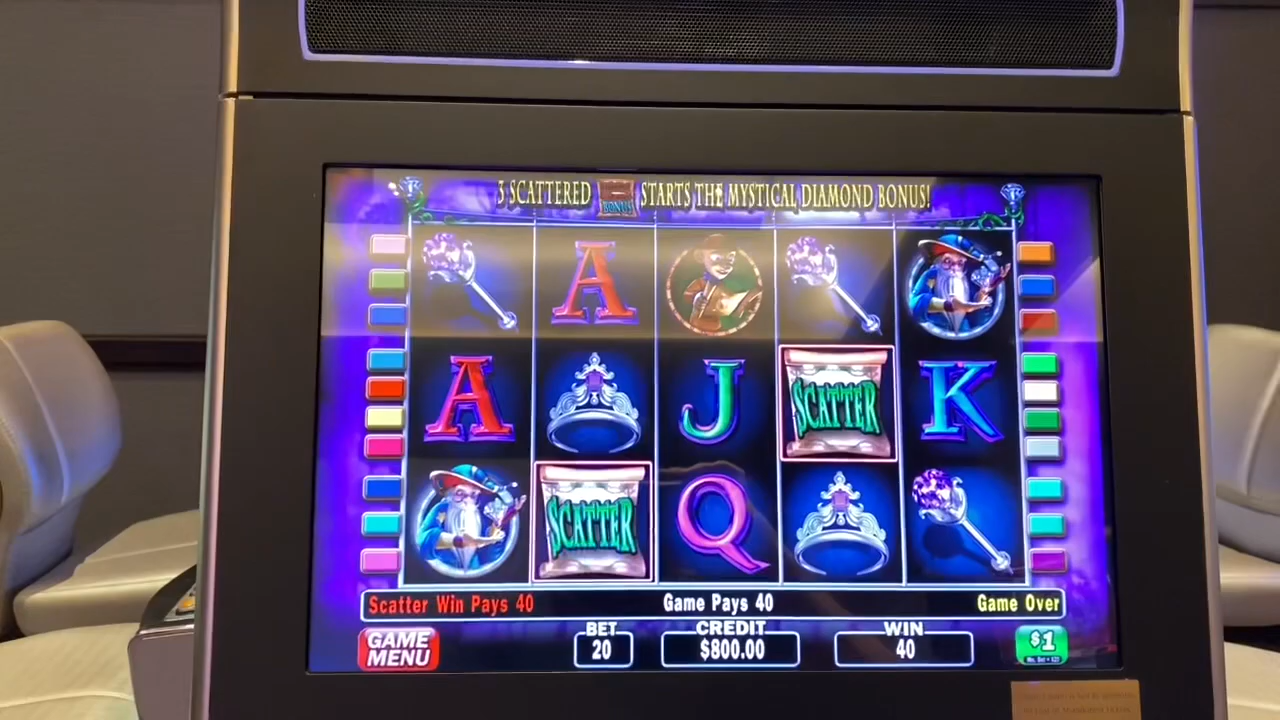 3 SCATTERED BONUS STARTS THE MYSTICAL DIAMOND BONUS!
A
A J SCATTER K
SCATTER Q
Scatter Win Pays 40 Game Pays 40 Game Over
GAME MENU
BET 20
CREDIT $800.00
WIN 40
$1